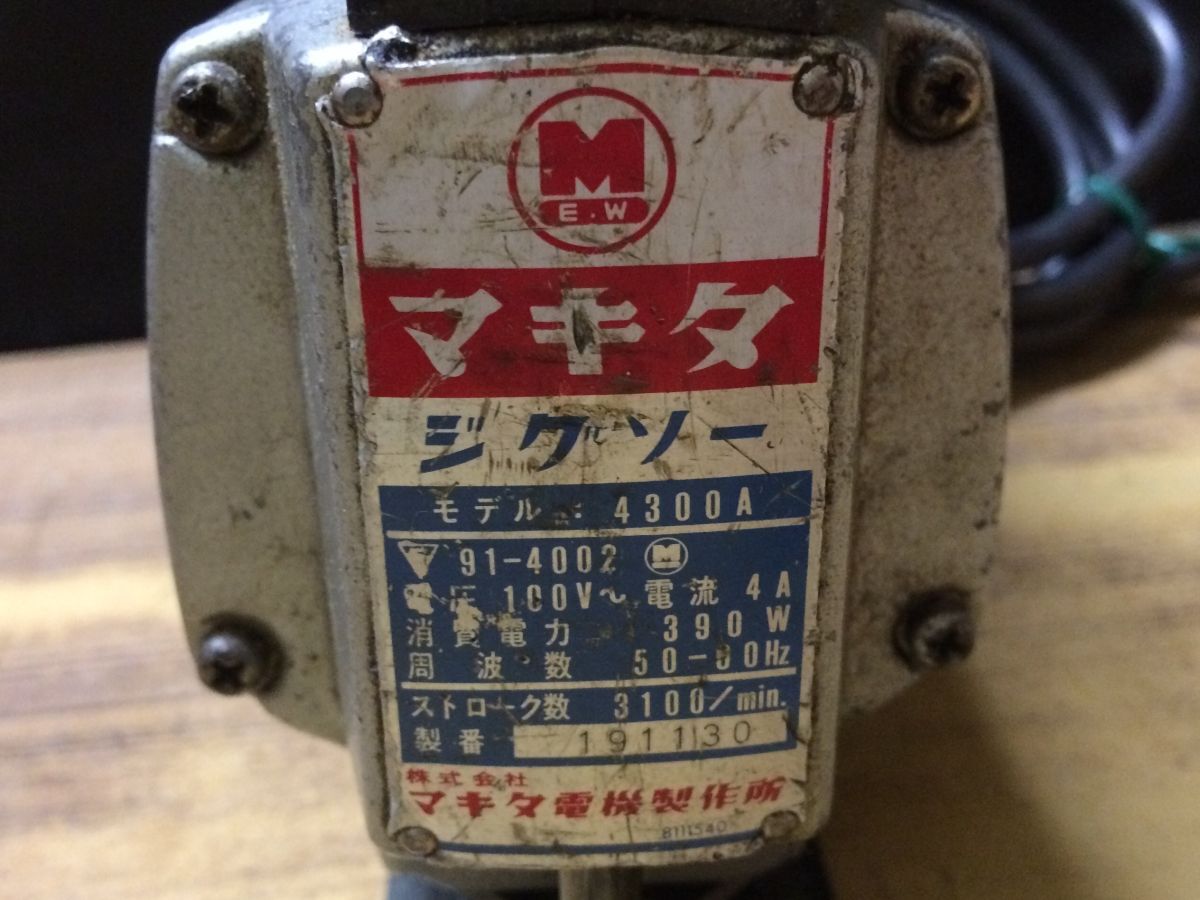 M
E.W
マキタ
ジグソー
モデル : 4300A
91-4002 M
電圧 100V～ 電流 4A
消費電力 390W
周波数 50-60Hz
ストローク数 3100/min.
製番 191130
株式会社
マキタ電機製作所
8111540